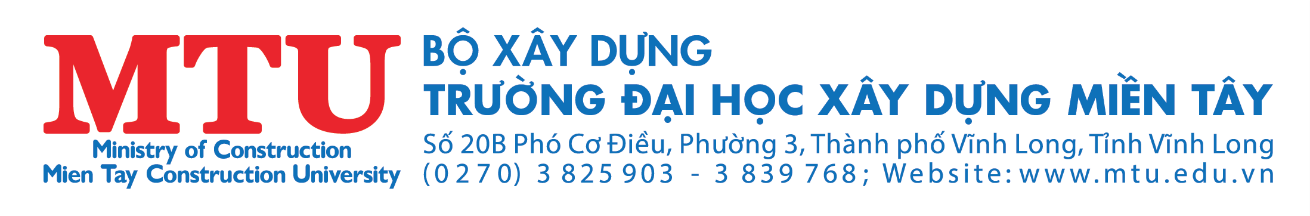 MTU
Ministry of Construction
Mien Tay Construction University
BỘ XÂY DỰNG
TRƯỜNG ĐẠI HỌC XÂY DỰNG MIỀN TÂY
Số 20B Phó Cơ Điều, Phường 3, Thành phố Vĩnh Long, Tỉnh Vĩnh Long
(0270) 3 825 903 - 3 839 768; Website: www.mtu.edu.vn